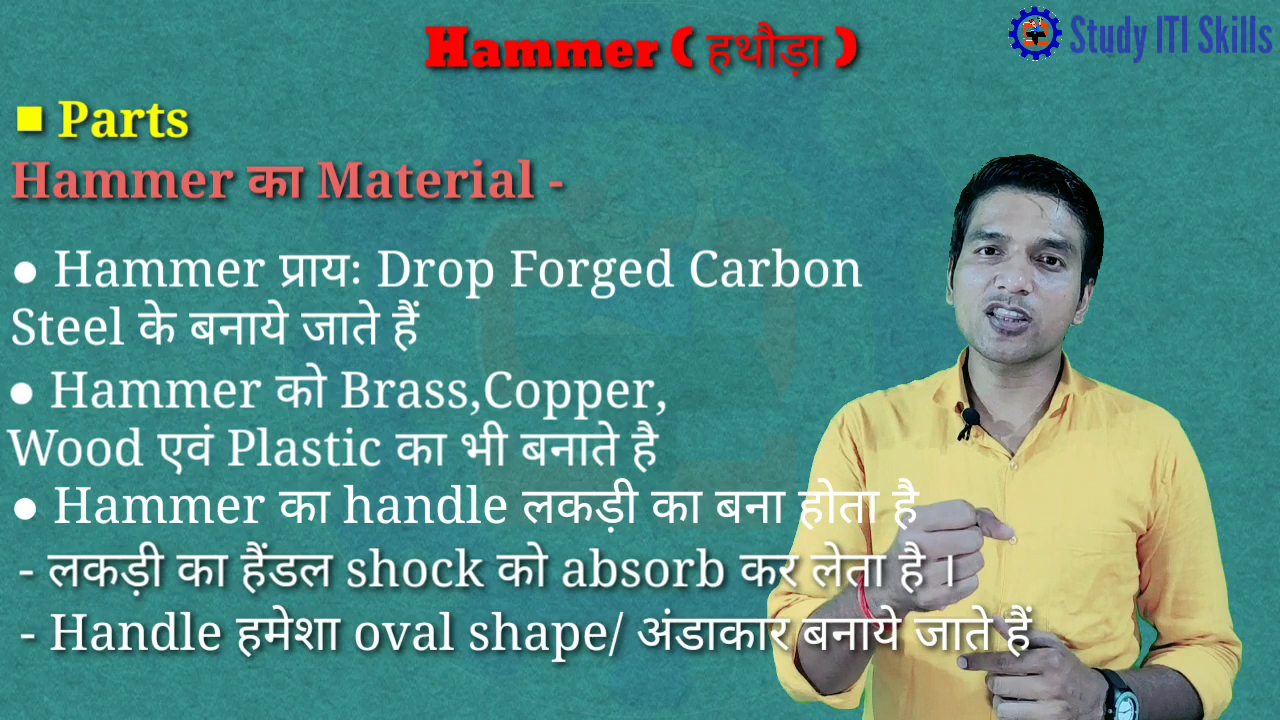 Hammer ( हथौड़ा )
Study ITI Skills
■ Parts
Hammer का Material -
● Hammer प्रायः Drop Forged Carbon
Steel के बनाये जाते हैं
● Hammer को Brass,Copper,
Wood एवं Plastic का भी बनाते है
● Hammer का handle लकड़ी का बना होता है
- लकड़ी का हैंडल shock को absorb कर लेता है ।
- Handle हमेशा oval shape/ अंडाकार बनाये जाते हैं